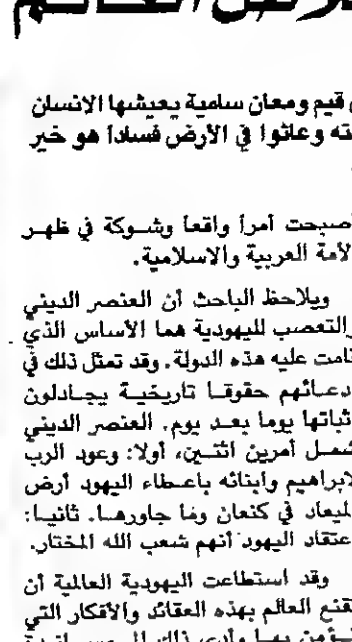 قيم ومعان سامية يعيشها الانسان
ته وعاثوا في الأرض فسادا هو خير
أصبحت أمرا واقعا وشوكة في ظهر
الأمة العربية والاسلامية.
ويلاحظ الباحث أن العنصر الديني
والتعصب لليهودية هما الأساس الذي
قامت عليه هذه الدولة. وقد تمثل ذلك في
دعائهم حقوقا تاريخية يجادلون
ثباتها يوما بعد يوم. العنصر الديني
شمل أمرين اثنين، أولا: وعود الرب
لابراهيم وأبنائه باعطاء اليهود أرض
لميعاد في كنعان وما جاورها. ثانيا:
عتقاد اليهود أنهم شعب الله المختار.
وقد استطاعت اليهودية العالمية أن
تقنع العالم بهذه العقائد والأفكار التي